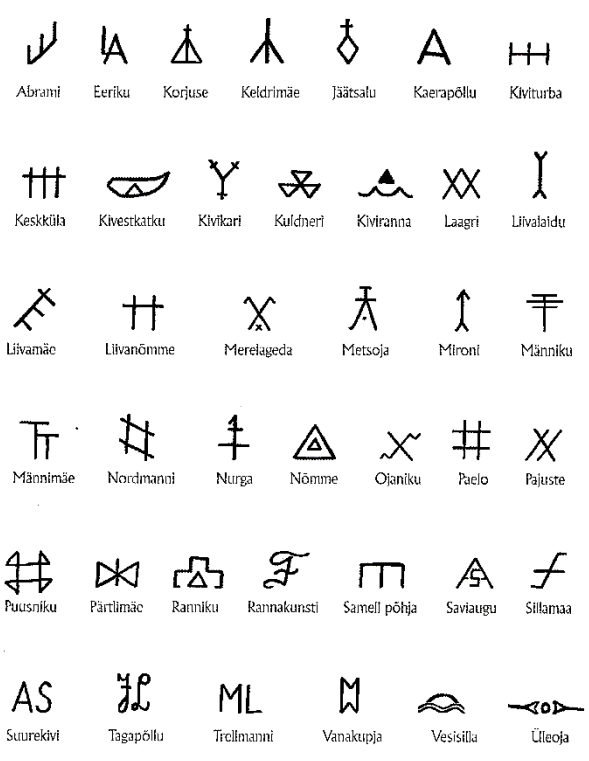 Abrami Eeriku Korjuse Keldrimäe Jäätsalu Kaerapõllu Kiviturba
Keskküla Kivestkatku Kivikari Kuldneri Kiviranna Laagri Liivalaidu
Liivamäe Liivanõmme Merelageda Metsoja Mironi Männiku
Männimäe Nordmanni Nurga Nõmme Ojaniku Paelo Pajuste
Puusniku Pärtlimäe Ranniku Rannakunsti Sameli põhja Saviaugu Sillamaa
AS ML
Suurekivi Tagapõllu Trollmanni Vanakupja Vesisilla Üleoja